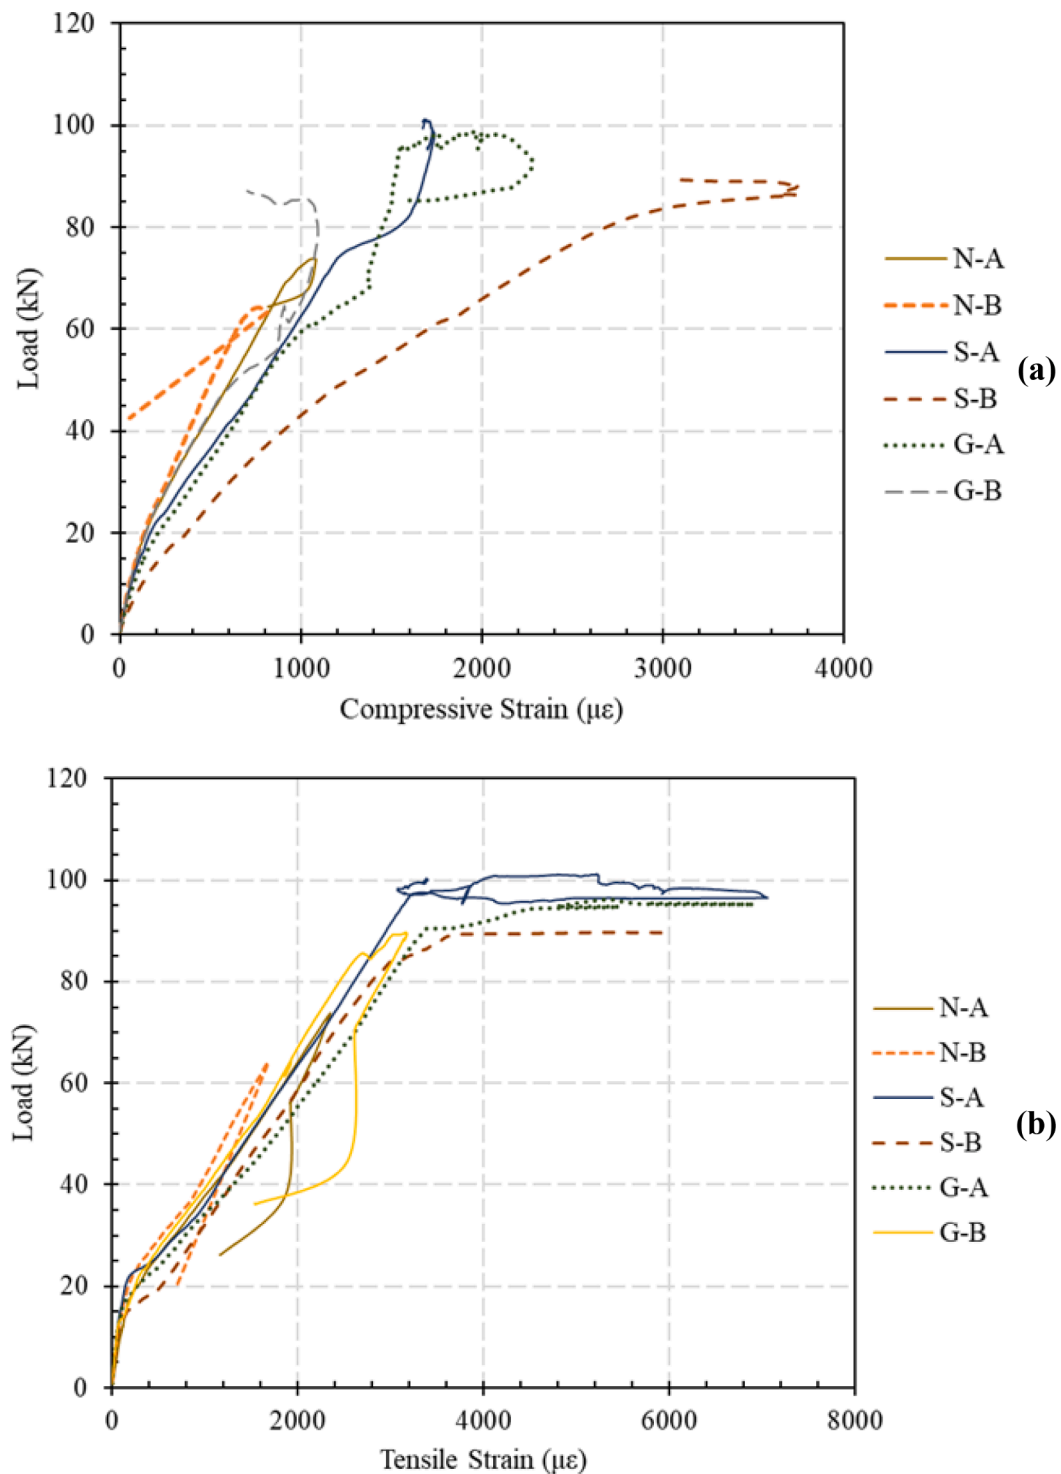 120
100
80
60
40
20
0
Load (kN)
0 1000 2000 3000 4000
Compressive Strain (με)
N-A
N-B
S-A
S-B
G-A
G-B
(a)
120
100
80
60
40
20
0
Load (kN)
0 2000 4000 6000 8000
Tensile Strain (με)
N-A
N-B
S-A
S-B
G-A
G-B
(b)